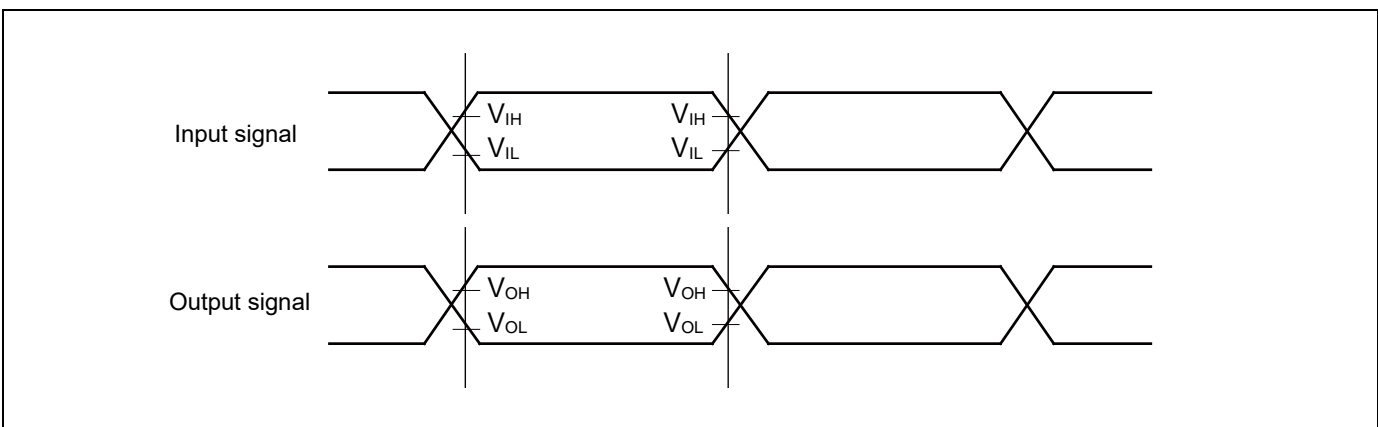 VIH VIH
Input signal
VIL VIL
VOH VOH
Output signal
VOL VOL